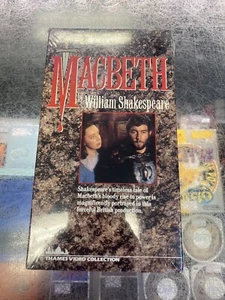 MACBETH
by William Shakespeare
Shakespeare's timeless tale of
Macbeth's bloody rise to power is
magnificently portrayed in this
forceful British production.
THAMES VIDEO COLLECTION